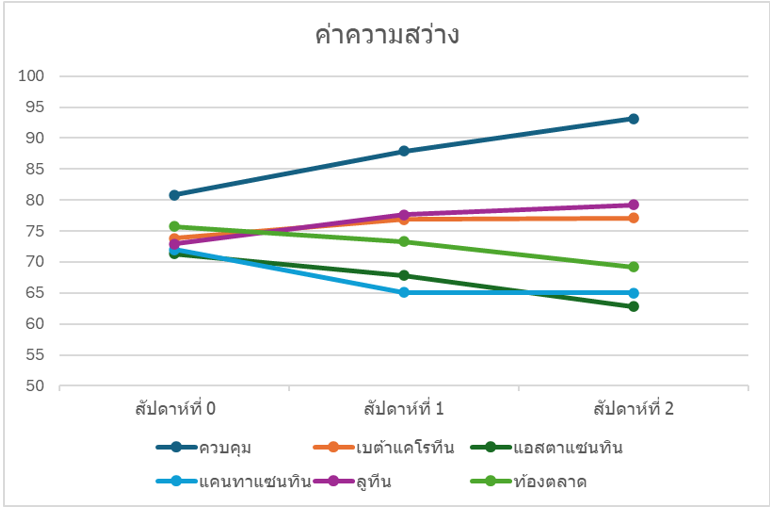 ค่าความสว่าง
100
95
90
85
80
75
70
65
60
55
50
สัปดาห์ที่ 0 สัปดาห์ที่ 1 สัปดาห์ที่ 2
ควบคุม เบต้าแคโรทีน แอสตาแซนทิน
แคนทาแซนทิน ลูทีน ท้องตลาด